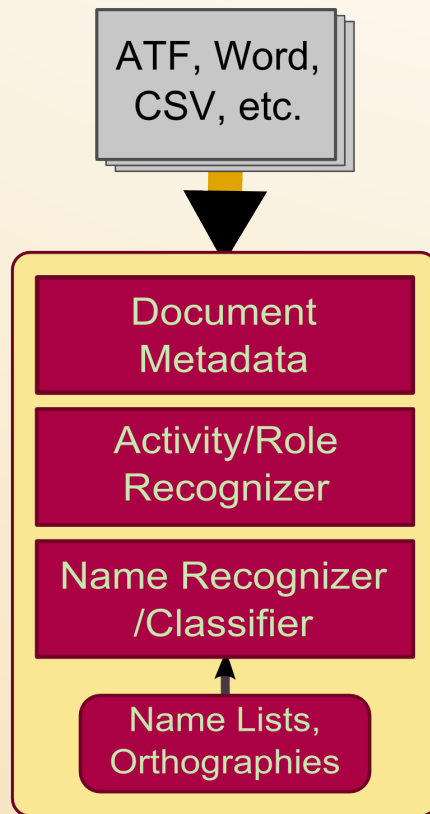 ATF, Word,
CSV, etc.
Document
Metadata
Activity/Role
Recognizer
Name Recognizer
/Classifier
Name Lists,
Orthographies